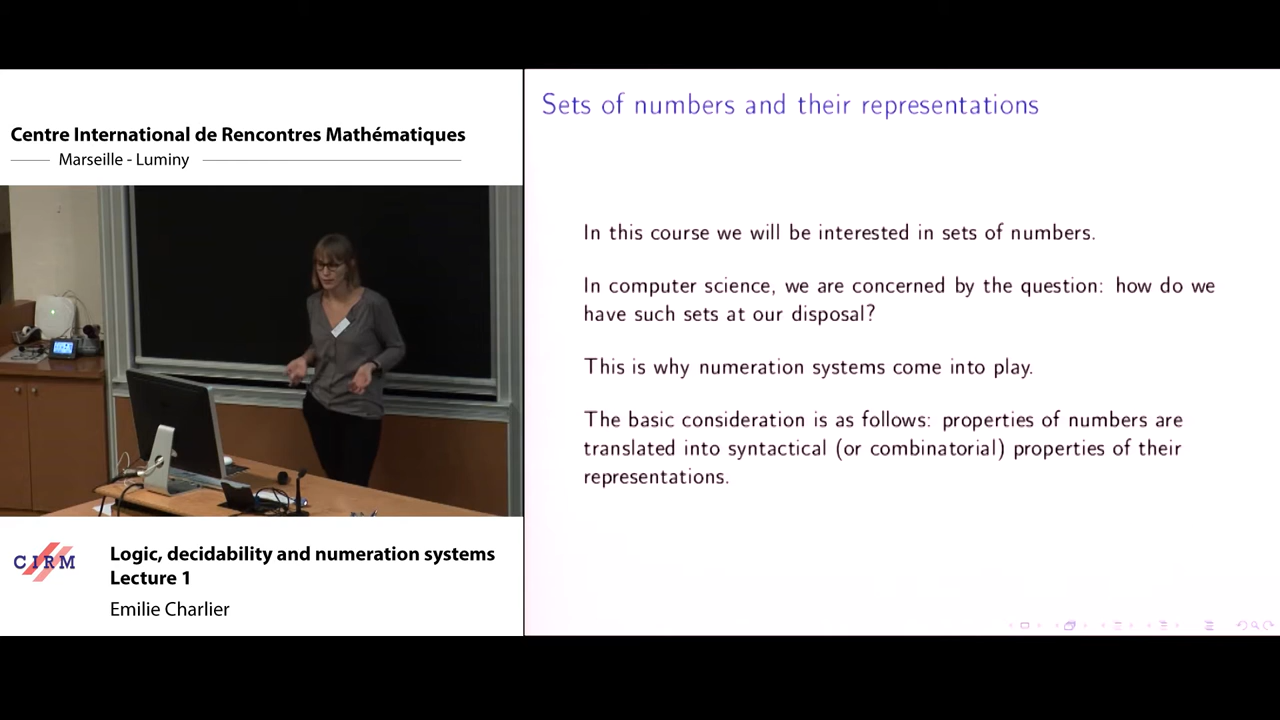 Centre International de Rencontres Mathématiques
Marseille - Luminy
CIRM
Logic, decidability and numeration systems
Lecture 1
Emilie Charlier
Sets of numbers and their representations
In this course we will be interested in sets of numbers.
In computer science, we are concerned by the question: how do we
have such sets at our disposal?
This is why numeration systems come into play.
The basic consideration is as follows: properties of numbers are
translated into syntactical (or combinatorial) properties of their
representations.